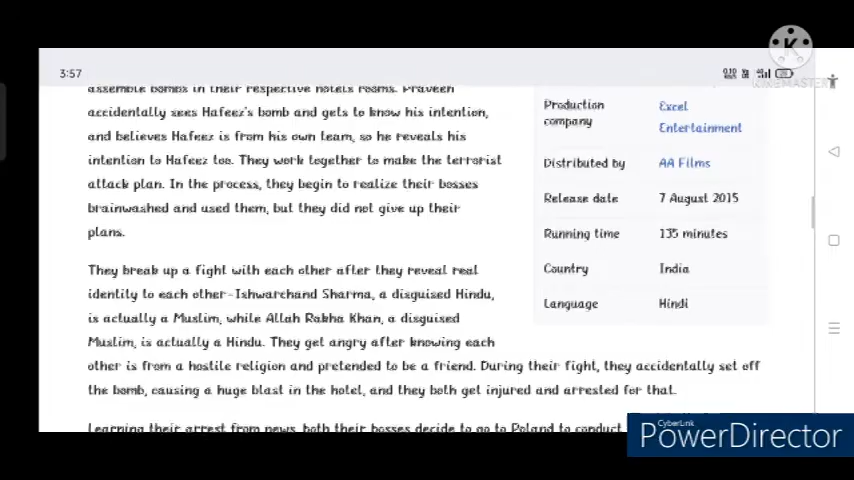 3:57
assemble bombs in their respective hotels rooms. Praveen
accidentally sees Hafeez's bomb and gets to know his intention,
and believes Hafeez is from his own team, so he reveals his
intention to Hafeez too. They work together to make the terrorist
attack plan. In the process, they begin to realize their bosses
brainwashed and used them, but they did not give up their
plans.
They break up a fight with each other after they reveal real
identity to each other-Ishwarchand Sharma, a disguised Hindu,
is actually a Muslim, while Allah Rakha Khan, a disguised
Muslim, is actually a Hindu. They get angry after knowing each
other is from a hostile religion and pretended to be a friend. During their fight, they accidentally set off
the bomb, causing a huge blast in the hotel, and they both get injured and arrested for that.
Learning their arrest from news, both their bosses decide to go to Poland to conduct
Production
company
Excel
Entertainment
Distributed by
AA Films
Release date
7 August 2015
Running time
135 minutes
Country
India
Language
Hindi
K
KINEMASTER
CyberLink
PowerDirector